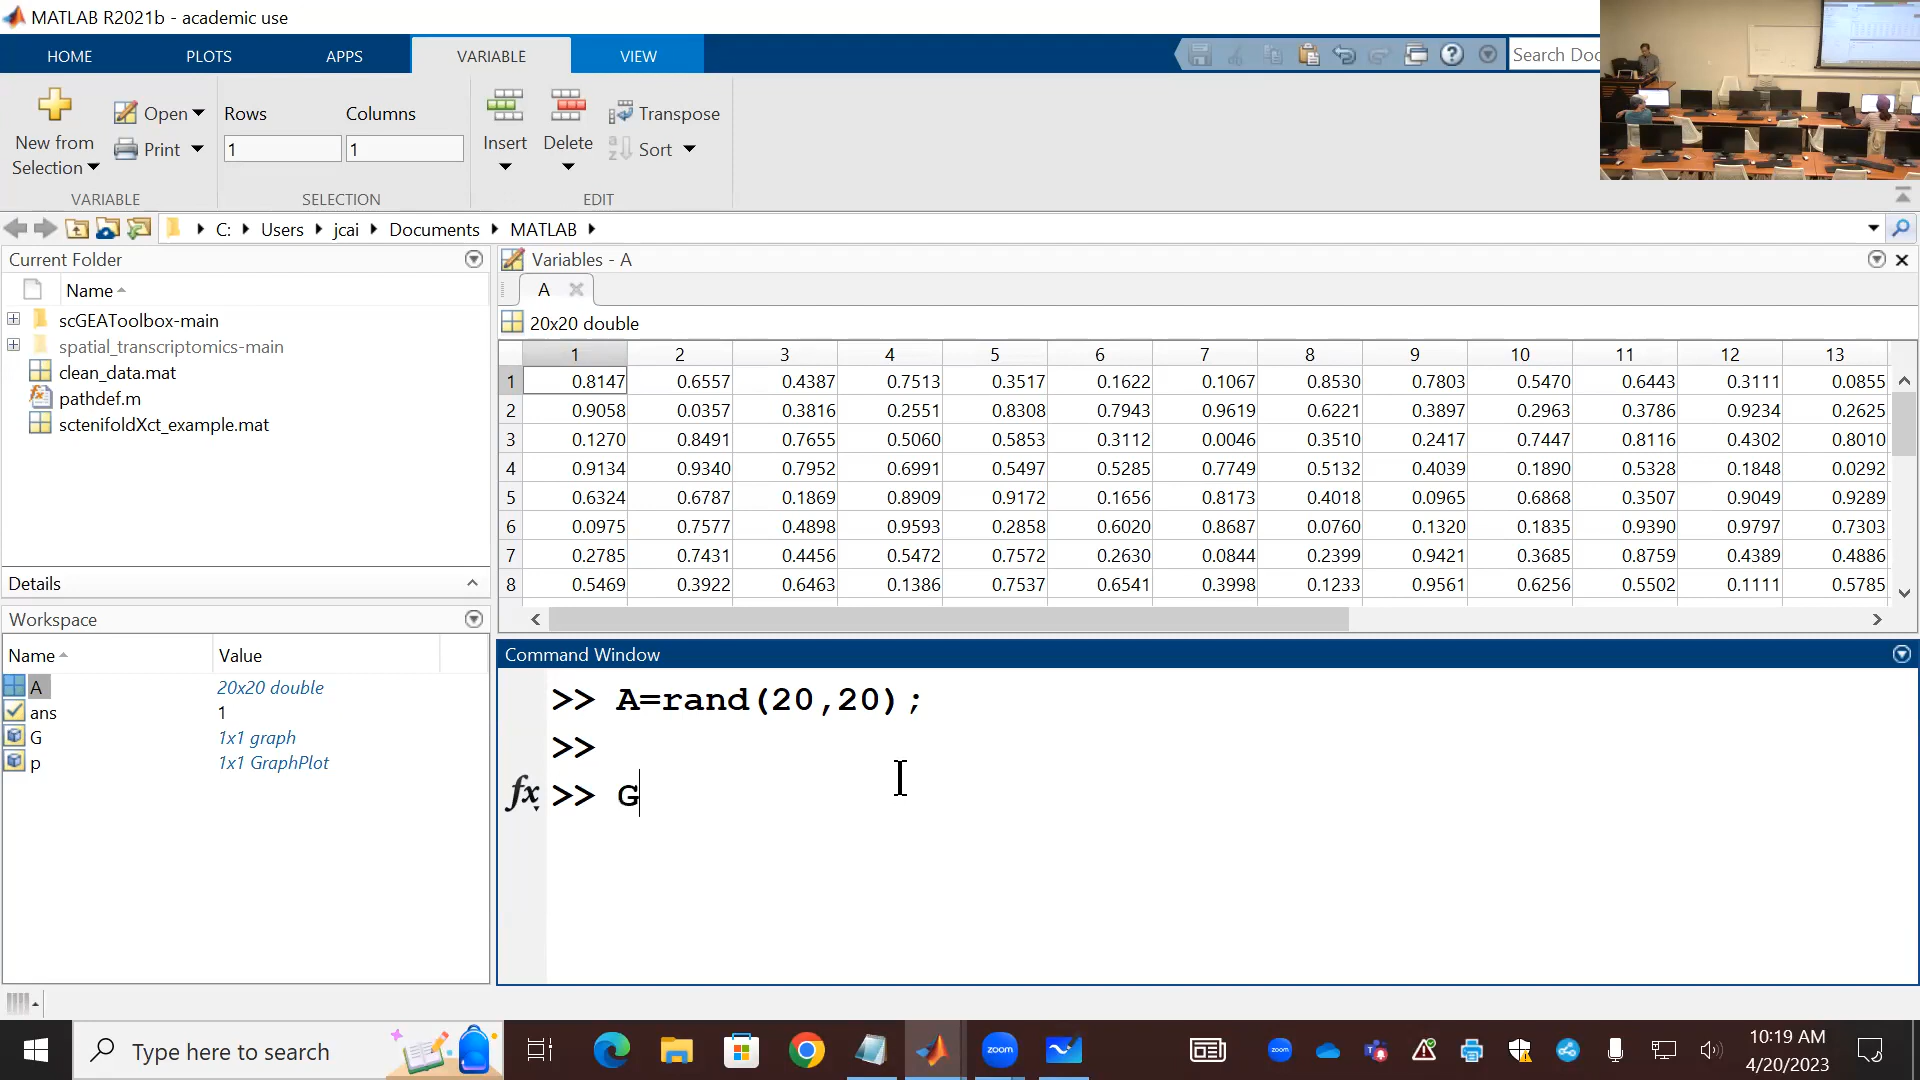 MATLAB R2021b - academic use
HOME PLOTS APPS VARIABLE VIEW
Search Doc
New from Selection
Open
Print
Rows Columns
1 1
Insert
Delete
Transpose
Sort
VARIABLE SELECTION EDIT
C: Users jcai Documents MATLAB
Current Folder
Name
scGEAToolbox-main
spatial_transcriptomics-main
clean_data.mat
pathdef.m
sctenifoldXct_example.mat
Details
Workspace
Name Value
A 20x20 double
ans 1
G 1x1 graph
p 1x1 GraphPlot
Variables - A
A
20x20 double
1 2 3 4 5 6 7 8 9 10 11 12 13
1 0.8147 0.6557 0.4387 0.7513 0.3517 0.1622 0.1067 0.8530 0.7803 0.5470 0.6443 0.3111 0.0855
2 0.9058 0.0357 0.3816 0.2551 0.8308 0.7943 0.9619 0.6221 0.3897 0.2963 0.3786 0.9234 0.2625
3 0.1270 0.8491 0.7655 0.5060 0.5853 0.3112 0.0046 0.3510 0.2417 0.7447 0.8116 0.4302 0.8010
4 0.9134 0.9340 0.7952 0.6991 0.5497 0.5285 0.7749 0.5132 0.4039 0.1890 0.5328 0.1848 0.0292
5 0.6324 0.6787 0.1869 0.8909 0.9172 0.1656 0.8173 0.4018 0.0965 0.6868 0.3507 0.9049 0.9289
6 0.0975 0.7577 0.4898 0.9593 0.2858 0.6020 0.8687 0.0760 0.1320 0.1835 0.9390 0.9797 0.7303
7 0.2785 0.7431 0.4456 0.5472 0.7572 0.2630 0.0844 0.2399 0.9421 0.3685 0.8759 0.4389 0.4886
8 0.5469 0.3922 0.6463 0.1386 0.7537 0.6541 0.3998 0.1233 0.9561 0.6256 0.5502 0.1111 0.5785
Command Window
>> A=rand(20,20);
>>
fx >> G
Type here to search
zoom
zoom
10:19 AM
4/20/2023